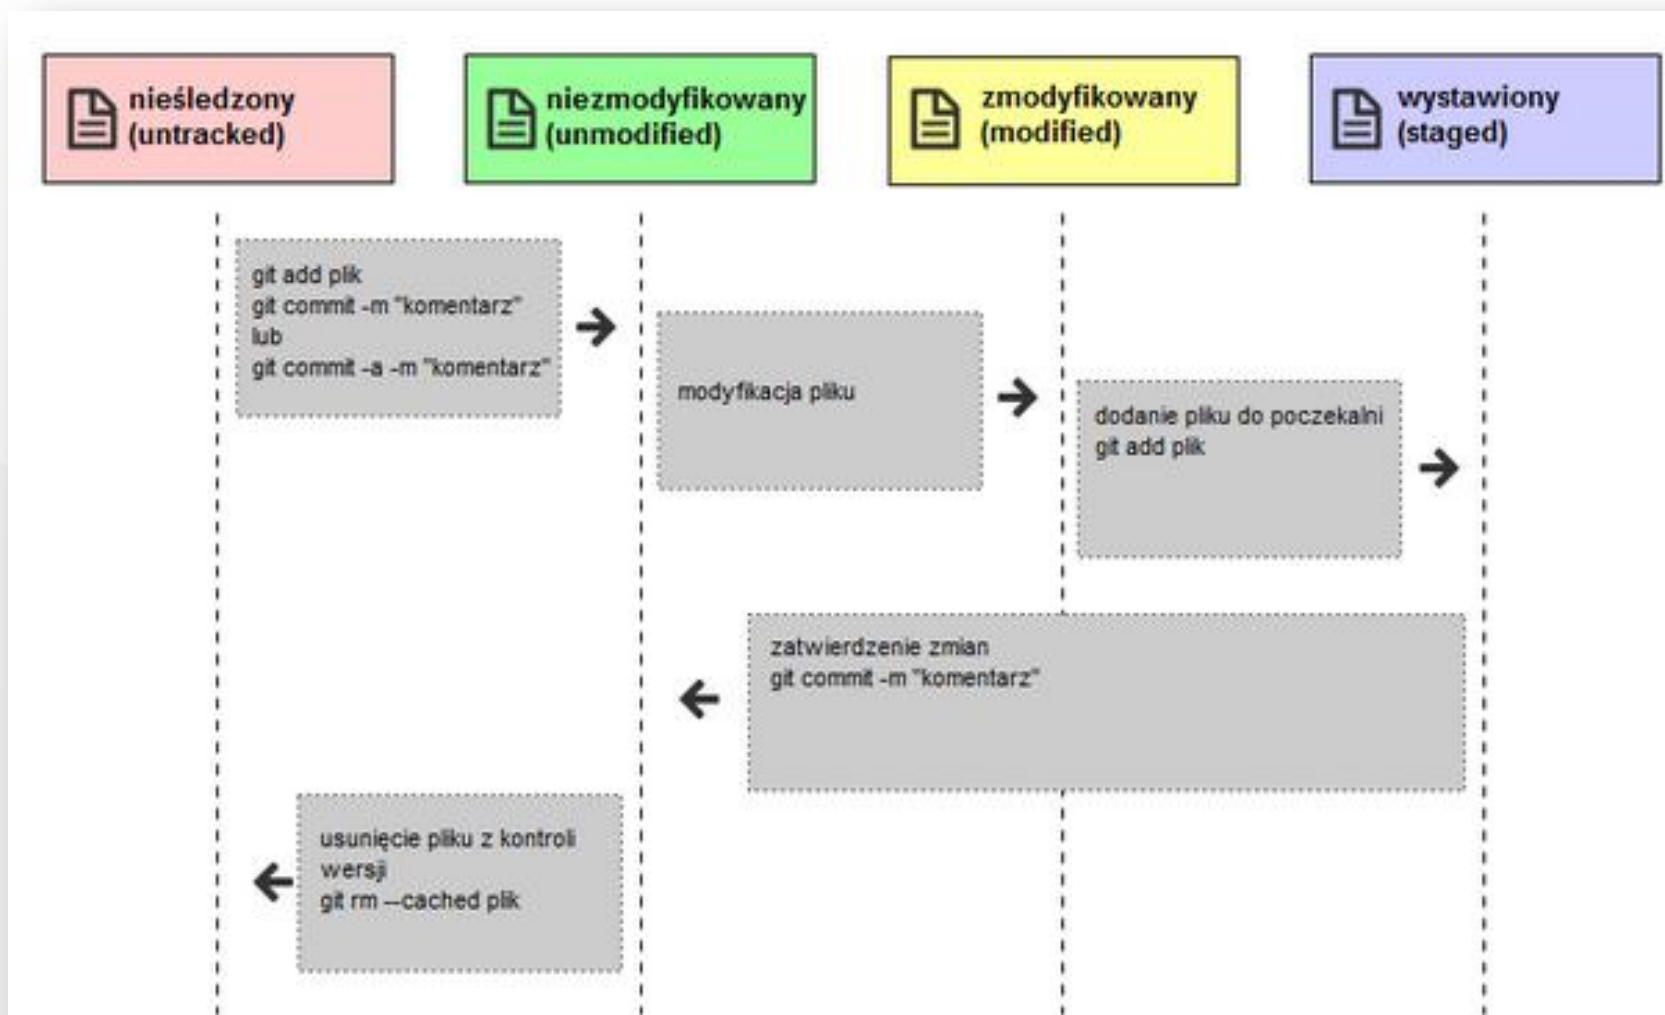 nieśledzony
(untracked)
niezmodyfikowany
(unmodified)
zmodyfikowany
(modified)
wystawiony
(staged)
git add plik
git commit -m "komentarz"
lub
git commit -a -m "komentarz"
modyfikacja pliku
dodanie pliku do poczekalni
git add plik
zatwierdzenie zmian
git commit -m "komentarz"
usunięcie pliku z kontroli
wersji
git rm --cached plik